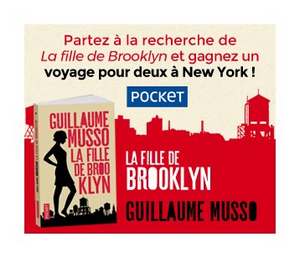 Partez à la recherche de
La fille de Brooklyn et gagnez un
voyage pour deux à New York !
POCKET
GUILLAUME
MUSSO
LA FILLE
DE BROO
KLYN
LA FILLE DE
BROOKLYN
GUILLAUME MUSSO